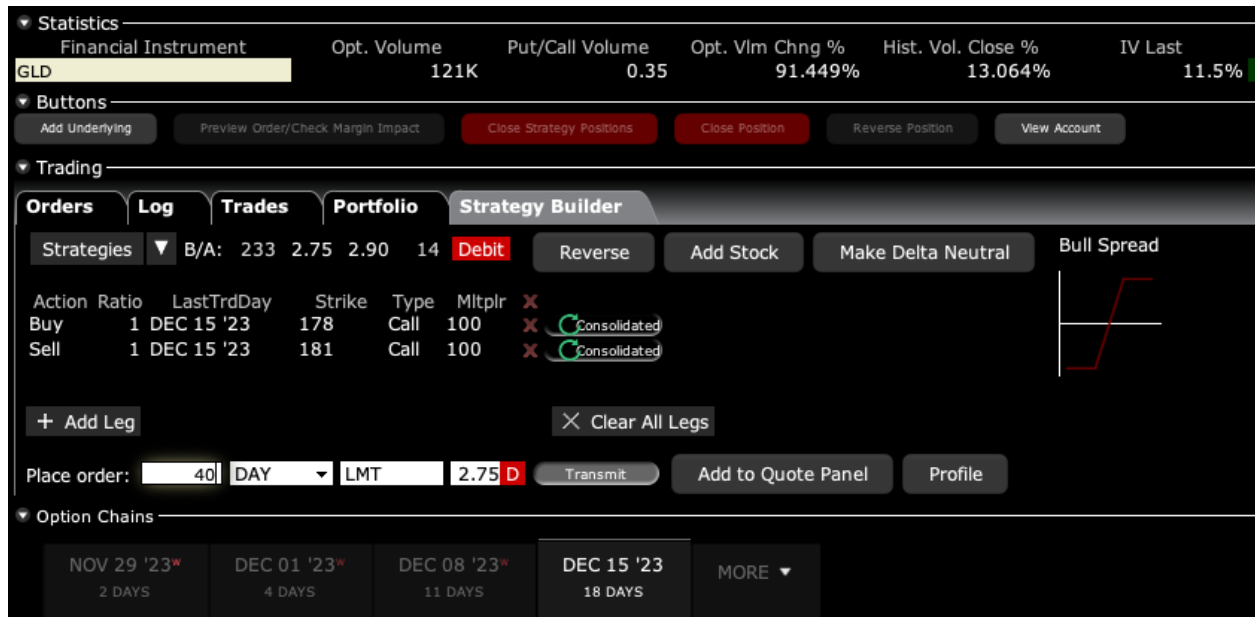 Statistics
Financial Instrument Opt. Volume Put/Call Volume Opt. Vlm Chng % Hist. Vol. Close % IV Last
GLD 121K 0.35 91.449% 13.064% 11.5%
Buttons
Add Underlying Preview Order/Check Margin Impact Close Strategy Positions Close Position Reverse Position View Account
Trading
Orders Log Trades Portfolio Strategy Builder
Strategies ▼ B/A: 233 2.75 2.90 14 Debit Reverse Add Stock Make Delta Neutral Bull Spread
Action Ratio LastTrdDay Strike Type Mltplr X
Buy 1 DEC 15 '23 178 Call 100 X Consolidated
Sell 1 DEC 15 '23 181 Call 100 X Consolidated
+ Add Leg X Clear All Legs
Place order: 40 DAY LMT 2.75 D Transmit Add to Quote Panel Profile
Option Chains
NOV 29 '23w DEC 01 '23w DEC 08 '23w DEC 15 '23 MORE ▼
2 DAYS 4 DAYS 11 DAYS 18 DAYS